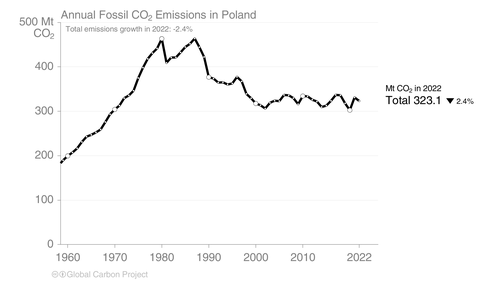 Annual Fossil CO₂ Emissions in Poland
500 Mt
CO₂
Total emissions growth in 2022: -2.4%
400
300
200
100
0
Mt CO₂ in 2022
Total 323.1 ▼ 2.4%
1960 1970 1980 1990 2000 2010 2022
Global Carbon Project